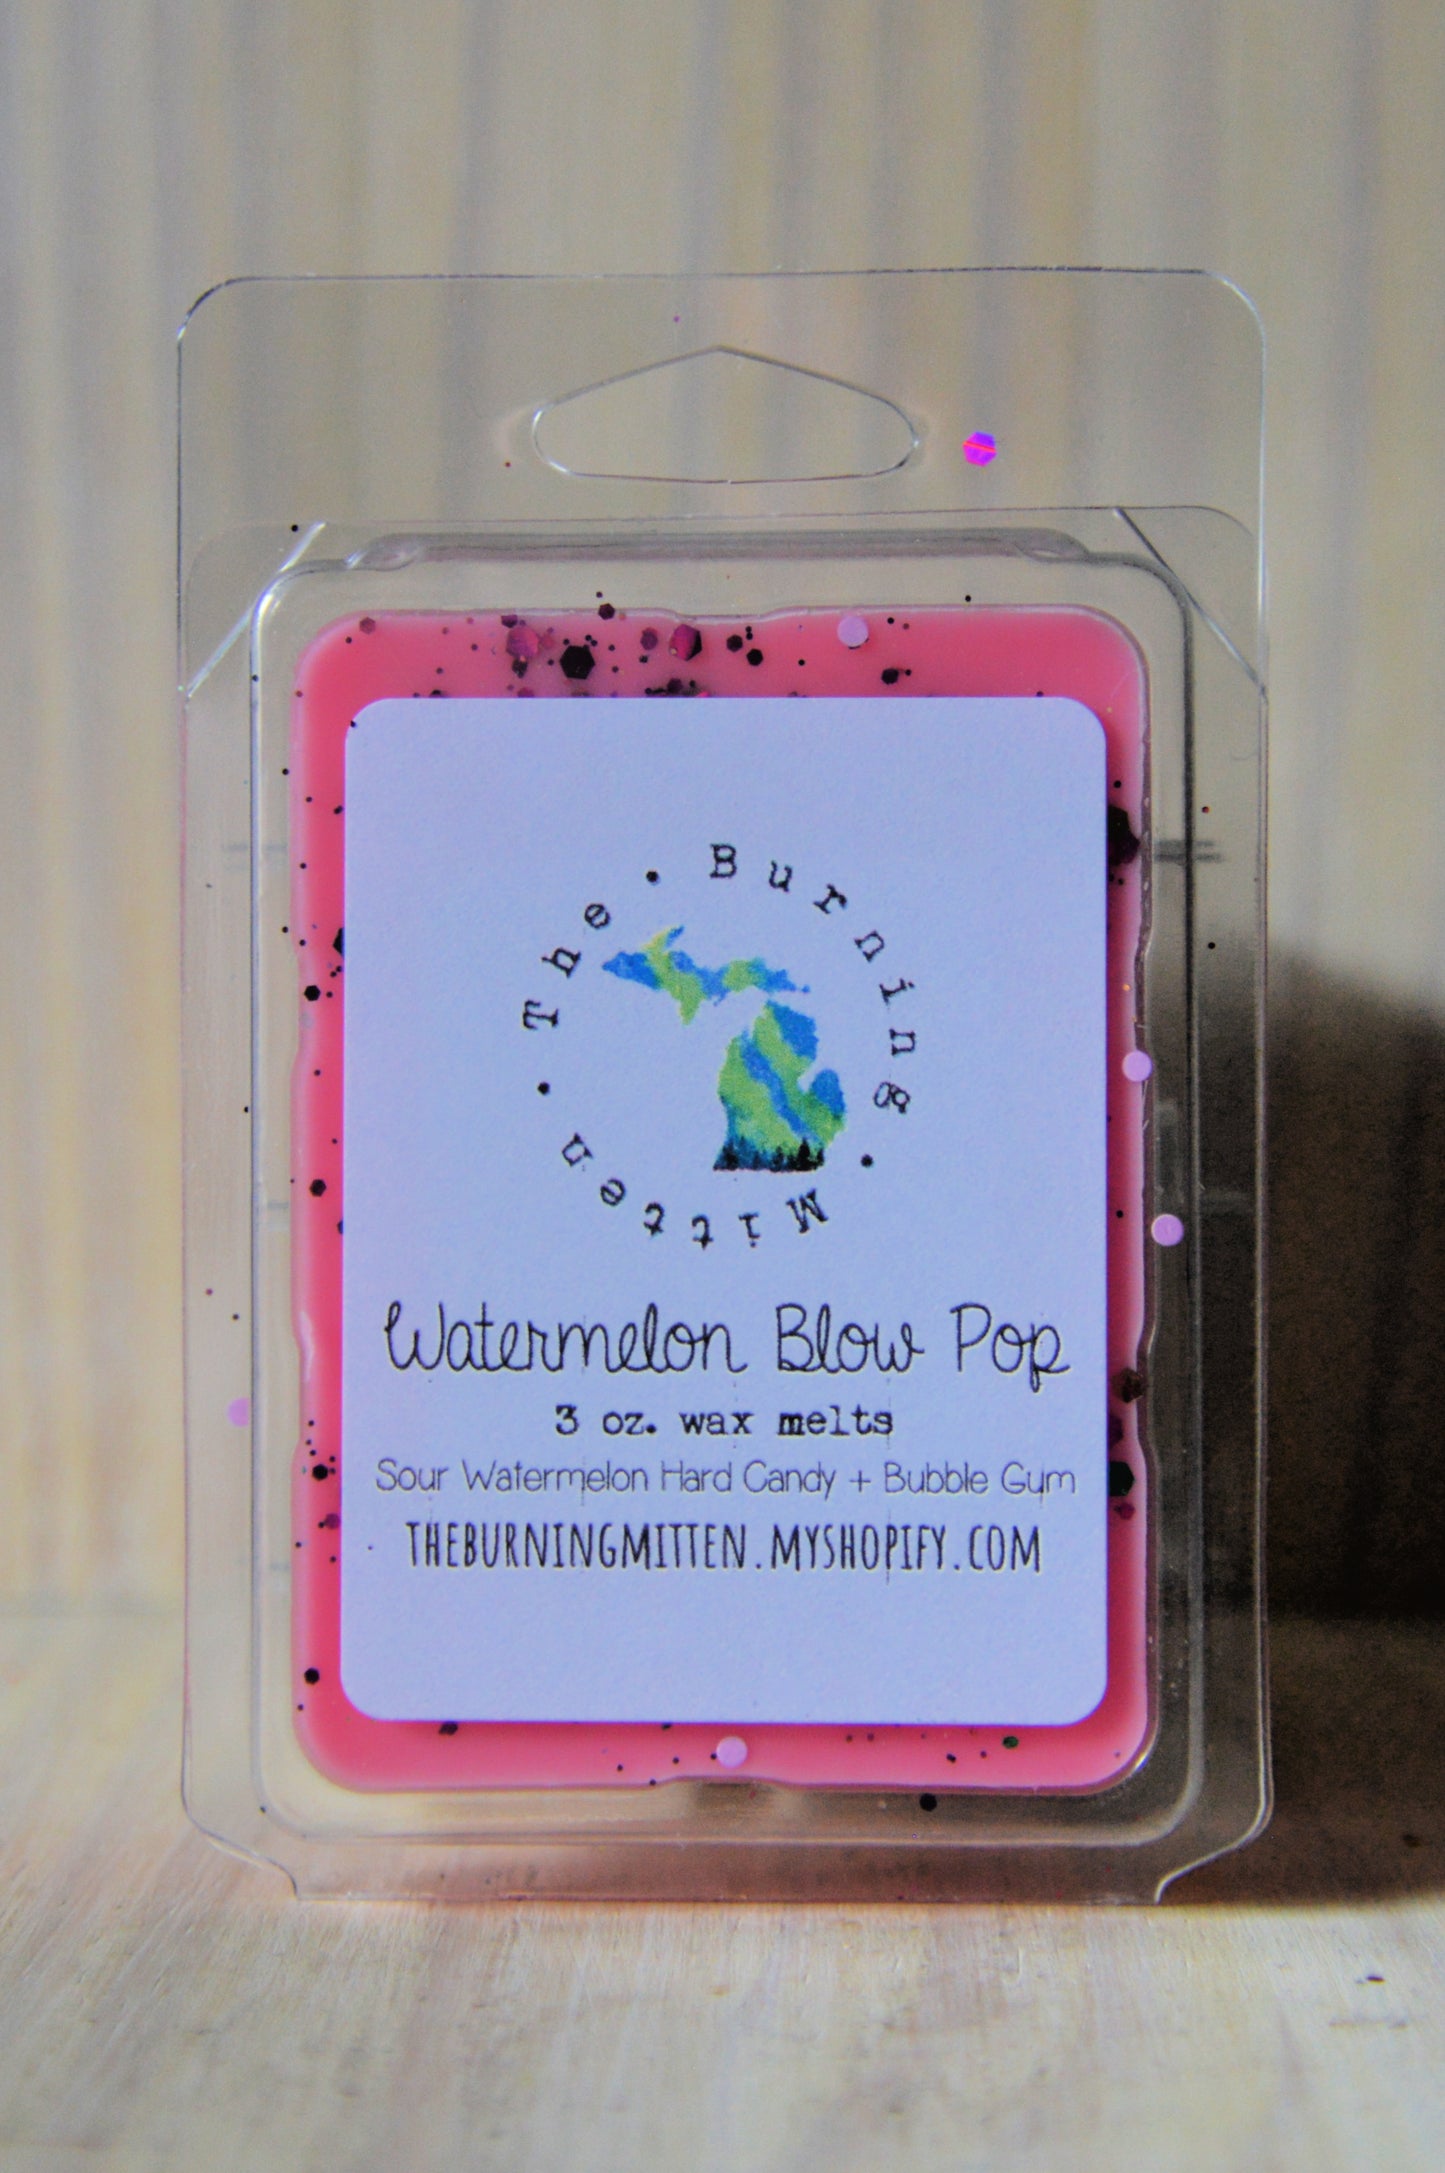 The • Burning • Mitten •
Watermelon Blow Pop
3 oz. wax melts
Sour Watermelon Hard Candy + Bubble Gum
THEBURNINGMITTEN.MYSHOPIFY.COM